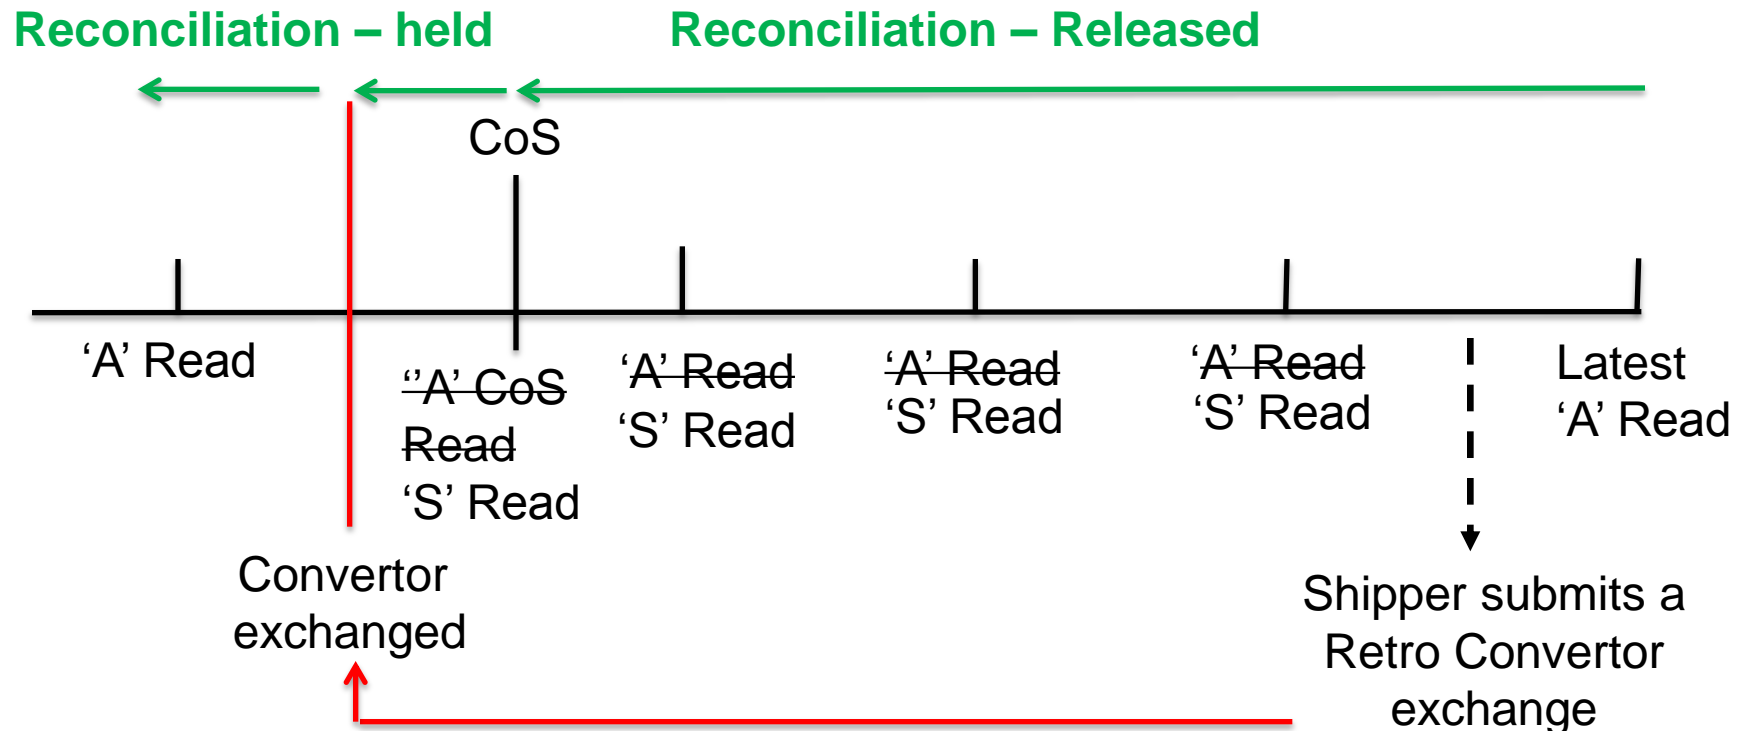 Reconciliation – held
Reconciliation – Released
CoS
‘A’ Read
‘’A’ CoS
Read
‘S’ Read
‘A’ Read
‘S’ Read
‘A’ Read
‘S’ Read
‘A’ Read
‘S’ Read
Latest
‘A’ Read
Convertor
exchanged
Shipper submits a
Retro Convertor
exchange